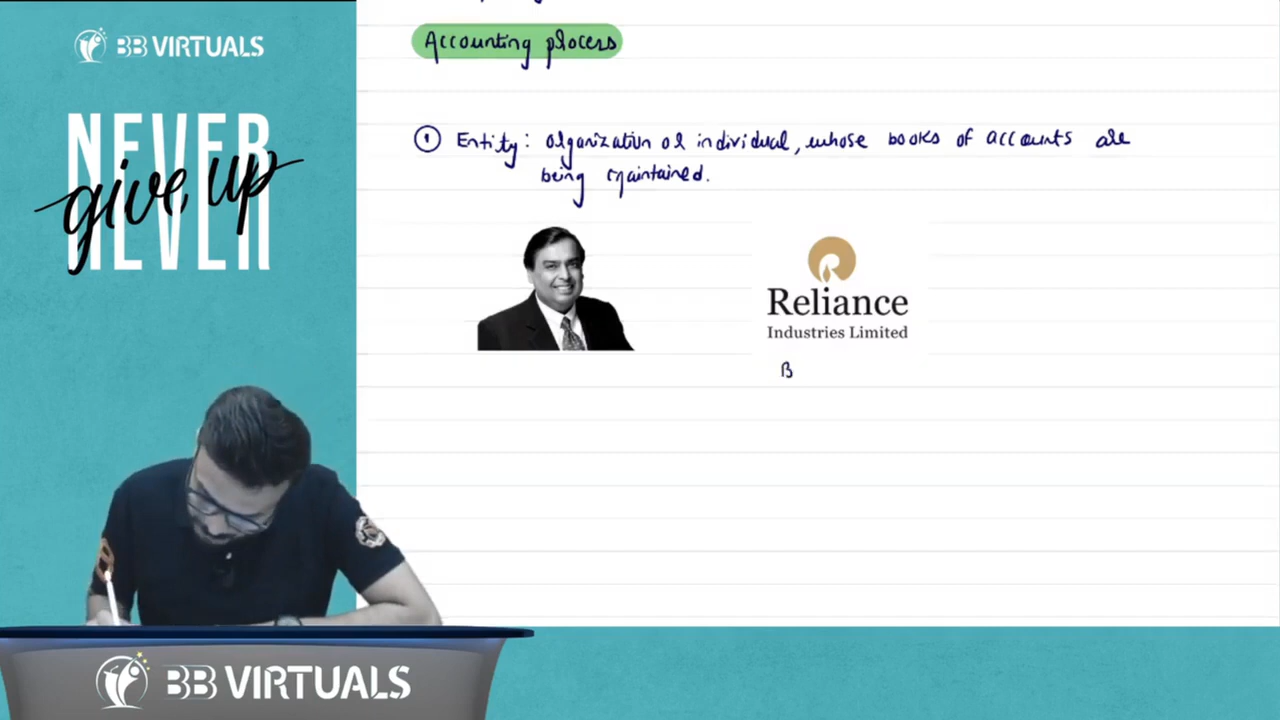 BB VIRTUALS
NEVER
give up
NEVER
Accounting process
1 Entity: organization or individual, whose books of accounts are
being maintained.
Reliance
Industries Limited
B
BB VIRTUALS